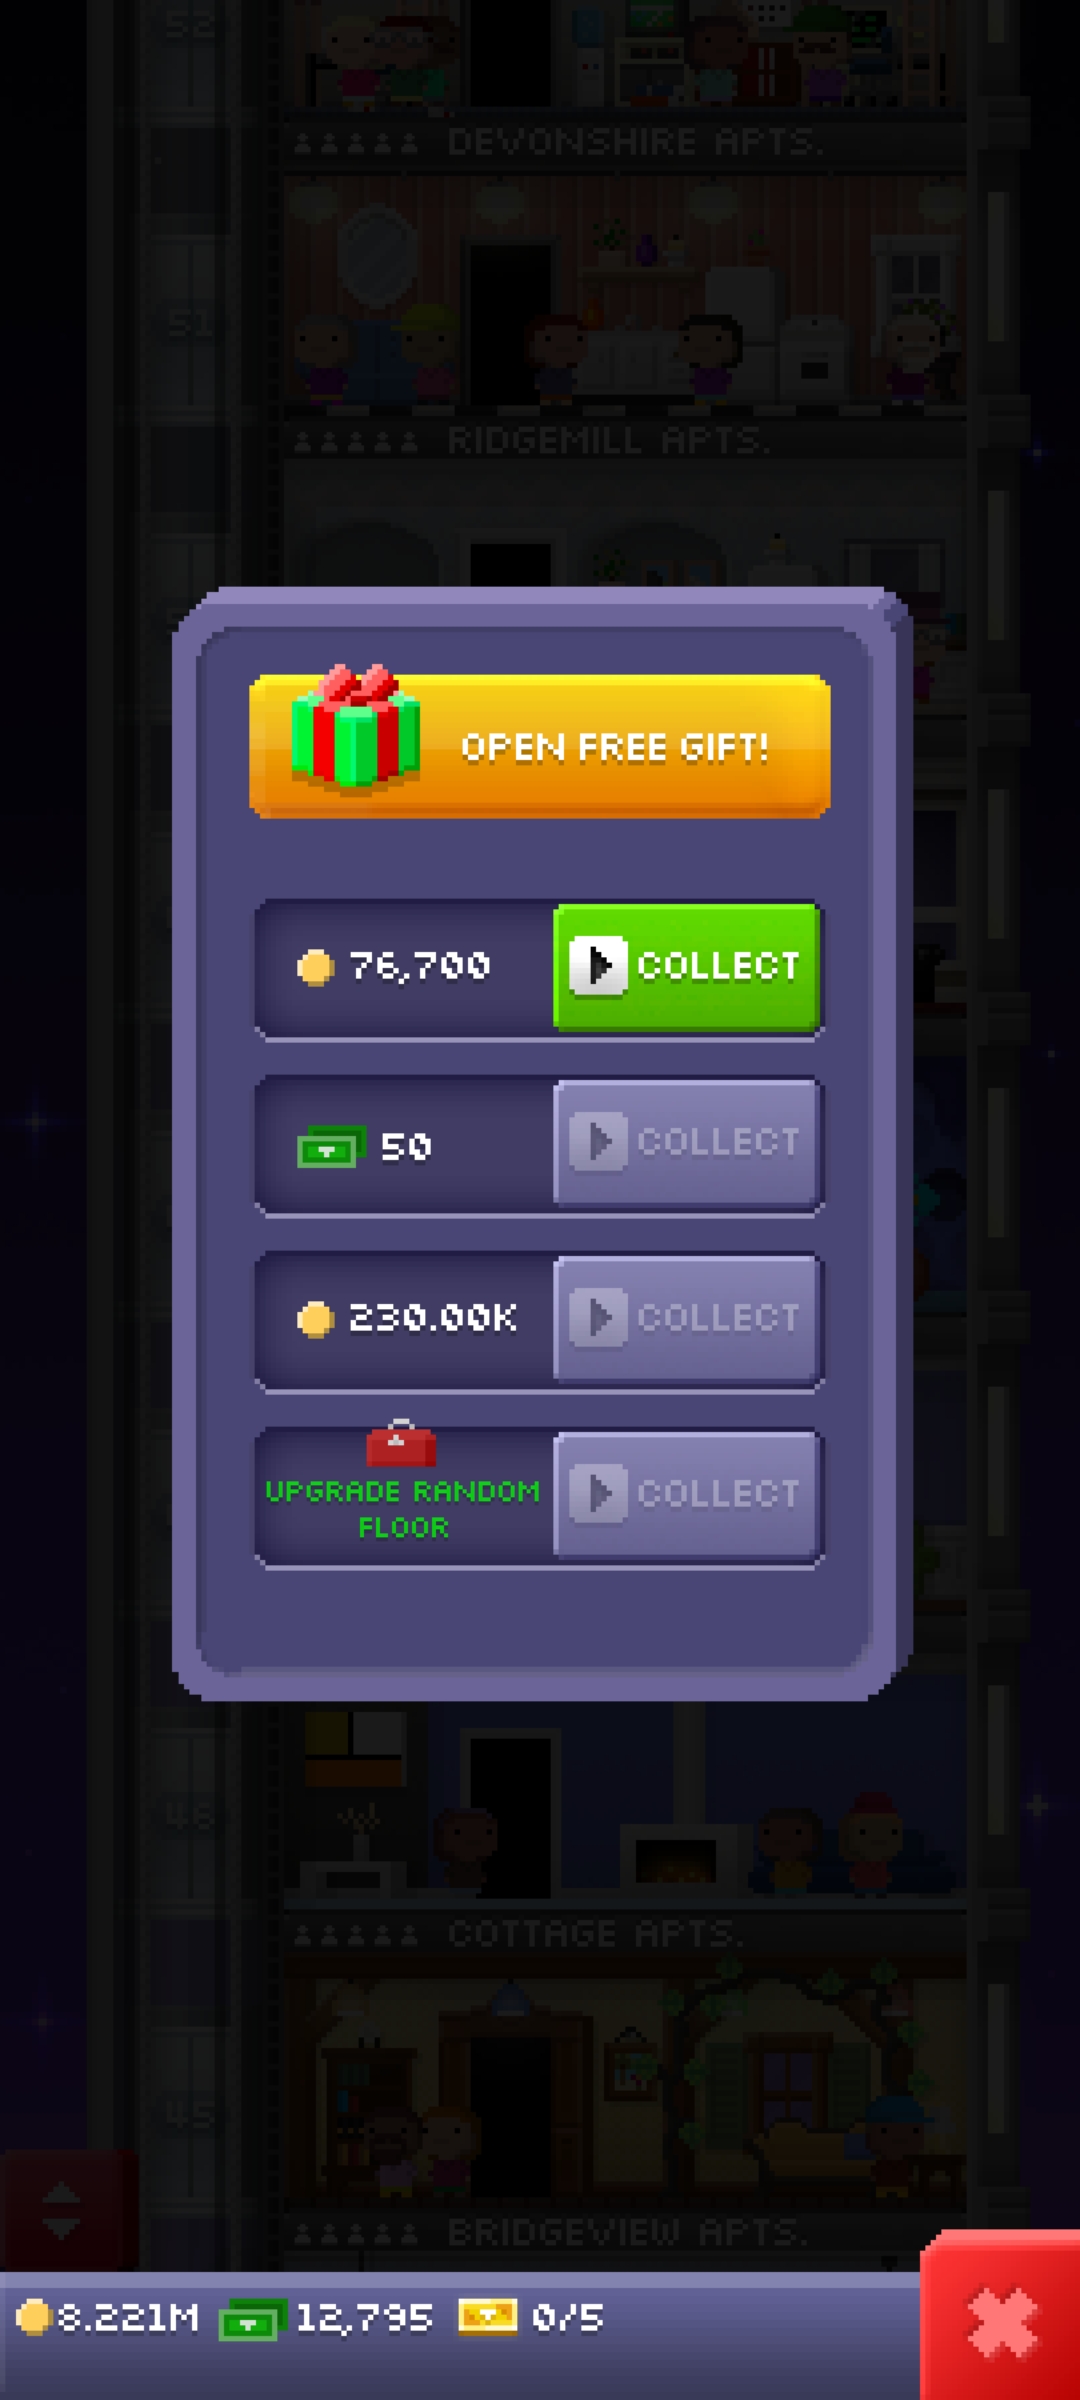 52
DEVONSHIRE APTS.
51
RIDGEMILL APTS.
OPEN FREE GIFT!
76,700
COLLECT
50
COLLECT
230.00K
COLLECT
UPGRADE RANDOM
FLOOR
COLLECT
46
COTTAGE APTS.
45
BRIDGEVIEW APTS.
8.221M 12,795 0/5